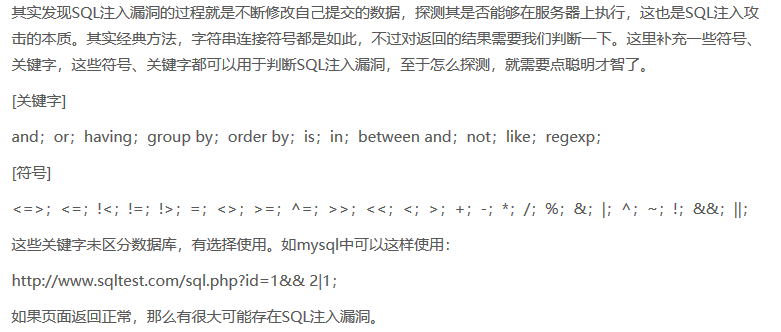 其实发现SQL注入漏洞的过程就是不断修改自己提交的数据，探测其是否能够在服务器上执行，这也是SQL注入攻
击的本质。其实经典方法，字符串连接符号都是如此，不过对返回的结果需要我们判断一下。这里补充一些符号、
关键字，这些符号、关键字都可以用于判断SQL注入漏洞，至于怎么探测，就需要点聪明才智了。
[关键字]
and；or；having；group by；order by；is；in；between and；not；like；regexp；
[符号]
<=>；<=；!<；!=；!>；=；<>；>=；^=；>>；<<；<；>；+；-；*；/；%；&；|；^；~；!；&&；||；
这些关键字未区分数据库，有选择使用。如mysql中可以这样使用：
http://www.sqltest.com/sql.php?id=1&& 2|1；
如果页面返回正常，那么有很大可能存在SQL注入漏洞。